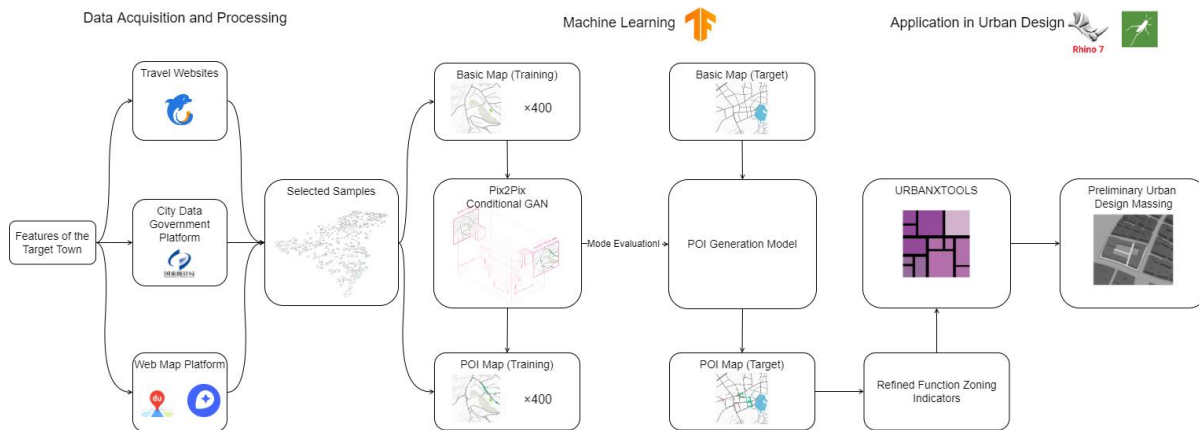 Data Acquisition and Processing
Machine Learning
Application in Urban Design
Rhino 7
Travel Websites
Basic Map (Training)
×400
Basic Map (Target)
Features of the
Target Town
City Data
Government
Platform
Selected Samples
Pix2Pix
Conditional GAN
Mode Evaluationl
POI Generation Model
URBANXTOOLS
Preliminary Urban
Design Massing
Web Map Platform
du
POI Map (Training)
×400
POI Map (Target)
Refined Function Zoning
Indicators